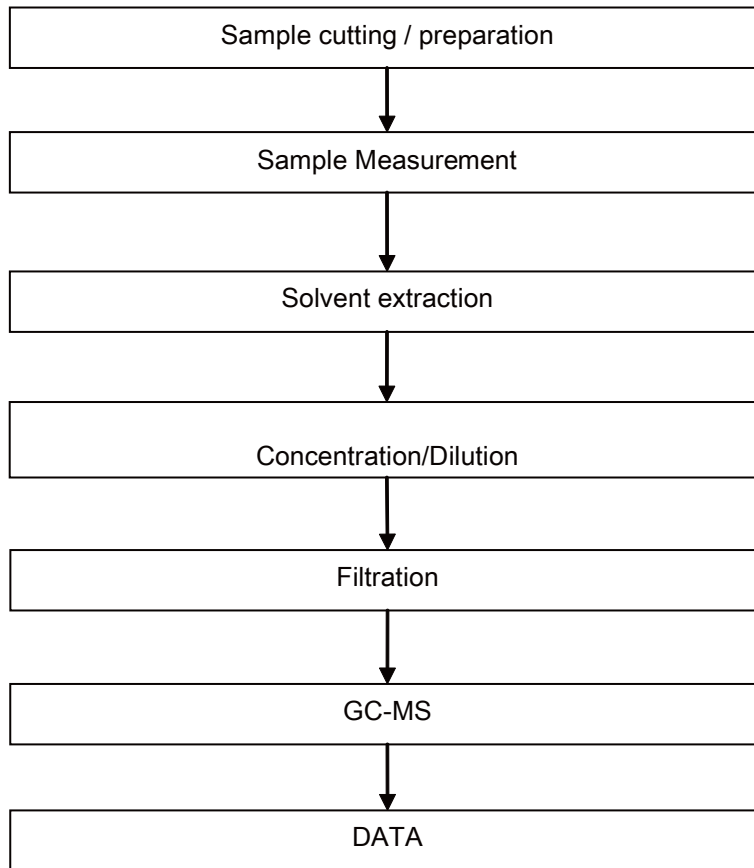 Sample cutting / preparation
Sample Measurement
Solvent extraction
Concentration/Dilution
Filtration
GC-MS
DATA